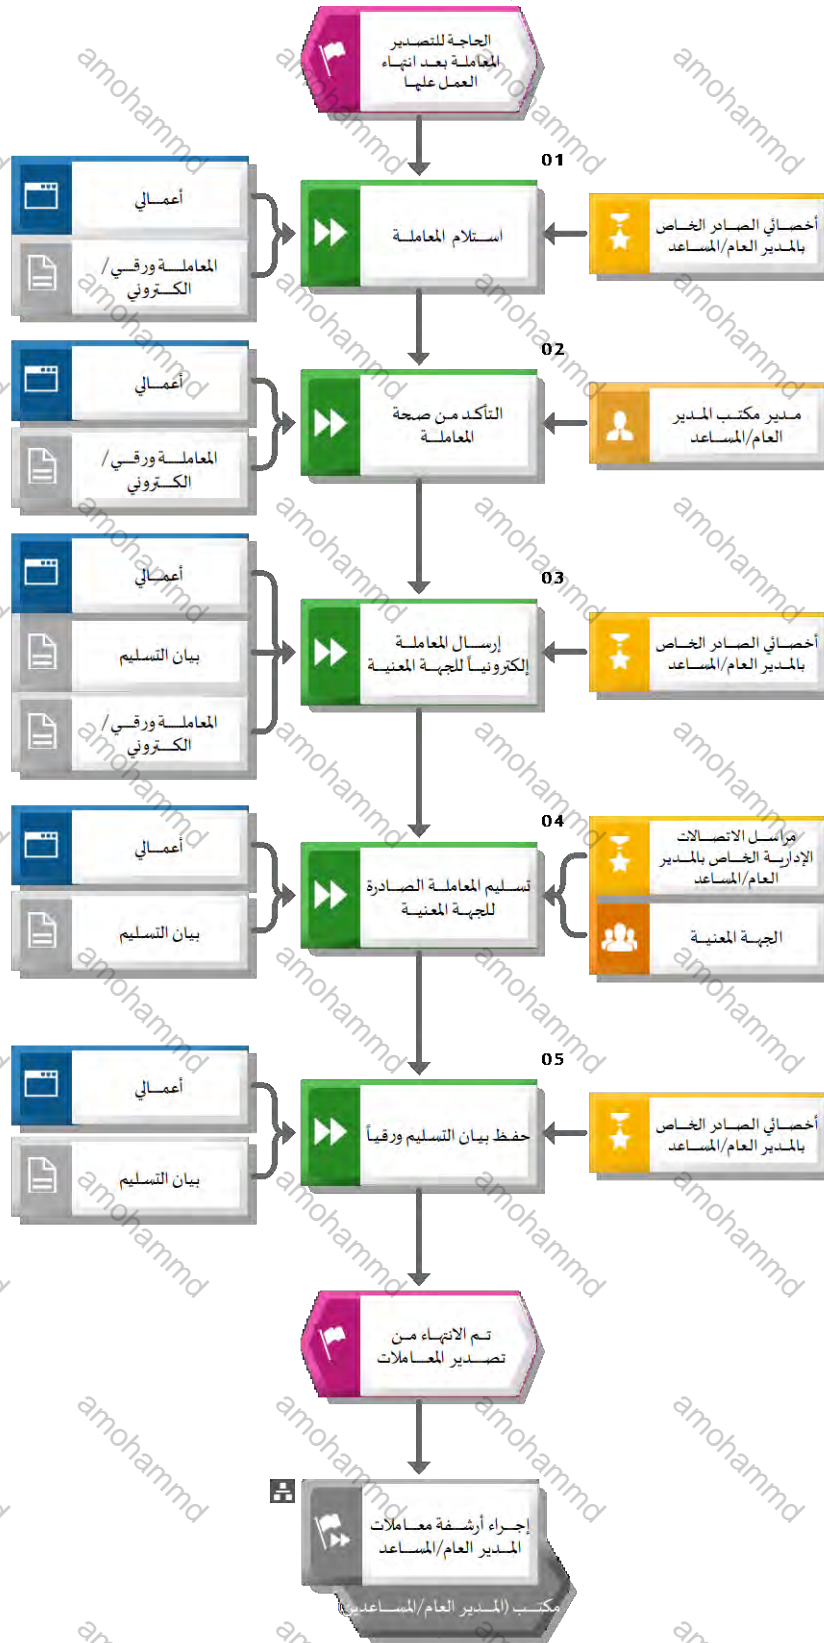 الحاجة للتصدير
المعاملة بعد انتهاء
العمل عليها
01
أخصائي الصادر الخاص
بالمدير العام/المساعد
استلام المعاملة
أعمالي
المعاملة ورقي/
الكتروني
02
مدير مكتب المدير
العام/المساعد
التأكد من صحة
المعاملة
أعمالي
المعاملة ورقي/
الكتروني
03
أخصائي الصادر الخاص
بالمدير العام/المساعد
إرسال المعاملة
إلكترونياً للجهة المعنية
أعمالي
بيان التسليم
المعاملة ورقي/
الكتروني
04
مراسل الاتصالات
الإدارية الخاص بالمدير
العام/المساعد
الجهة المعنية
تسليم المعاملة الصادرة
للجهة المعنية
أعمالي
بيان التسليم
05
أخصائي الصادر الخاص
بالمدير العام/المساعد
حفظ بيان التسليم ورقياً
أعمالي
بيان التسليم
تم الانتهاء من
تصدير المعاملات
إجراء أرشفة معاملات
المدير العام/المساعد
مكتب (المدير العام/المساعدين)
amohammd